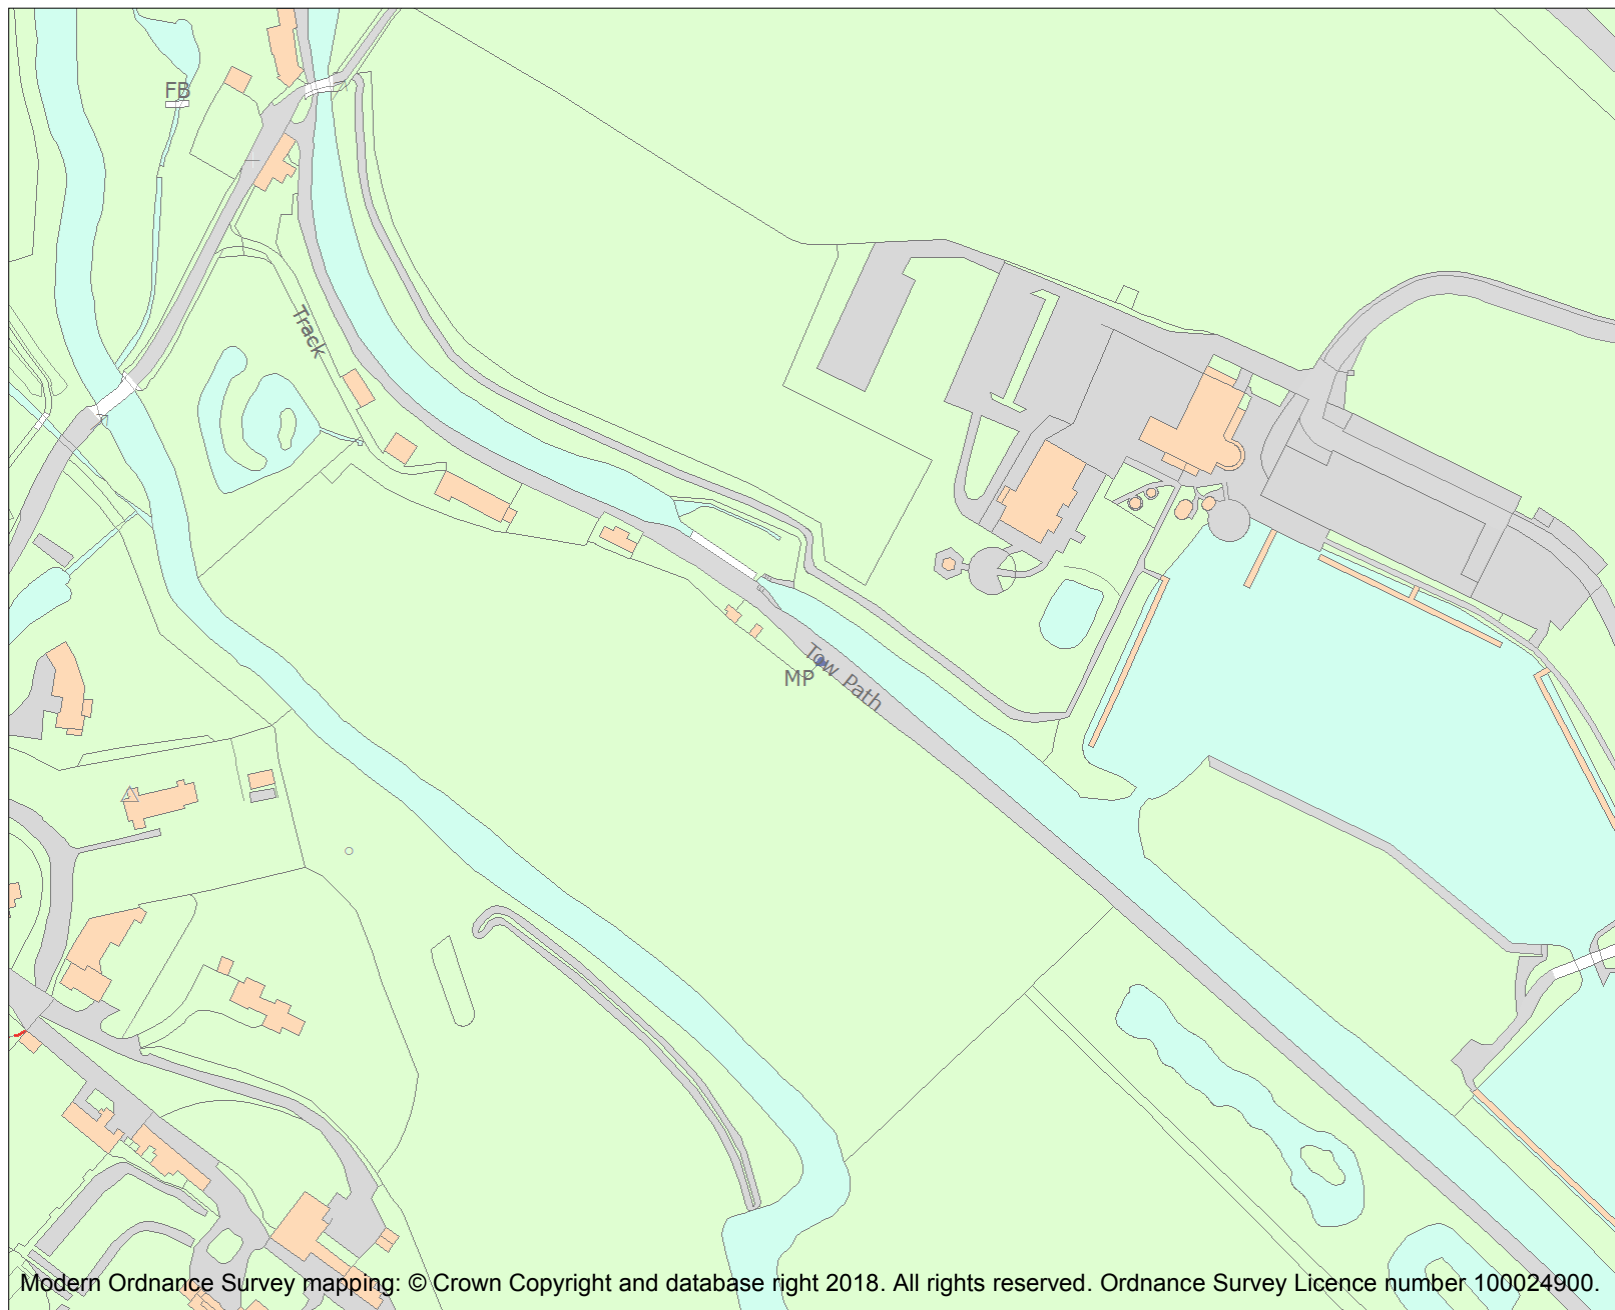 FB
Track
Tow Path
MP
Modern Ordnance Survey mapping: © Crown Copyright and database right 2018. All rights reserved. Ordnance Survey Licence number 100024900.